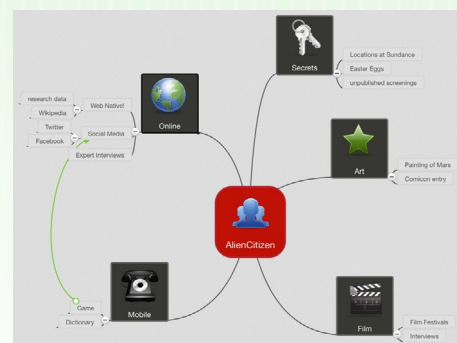 Secrets
Locations at Sundance
Easter Eggs
unpublished screenings
Online
Web Native!
research data
Wikipedia
Social Media
Twitter
Facebook
Expert Interviews
Art
Painting of Mars
Comicon entry
AlienCitizen
Mobile
Game
Dictionary
Film
Film Festivals
Interviews